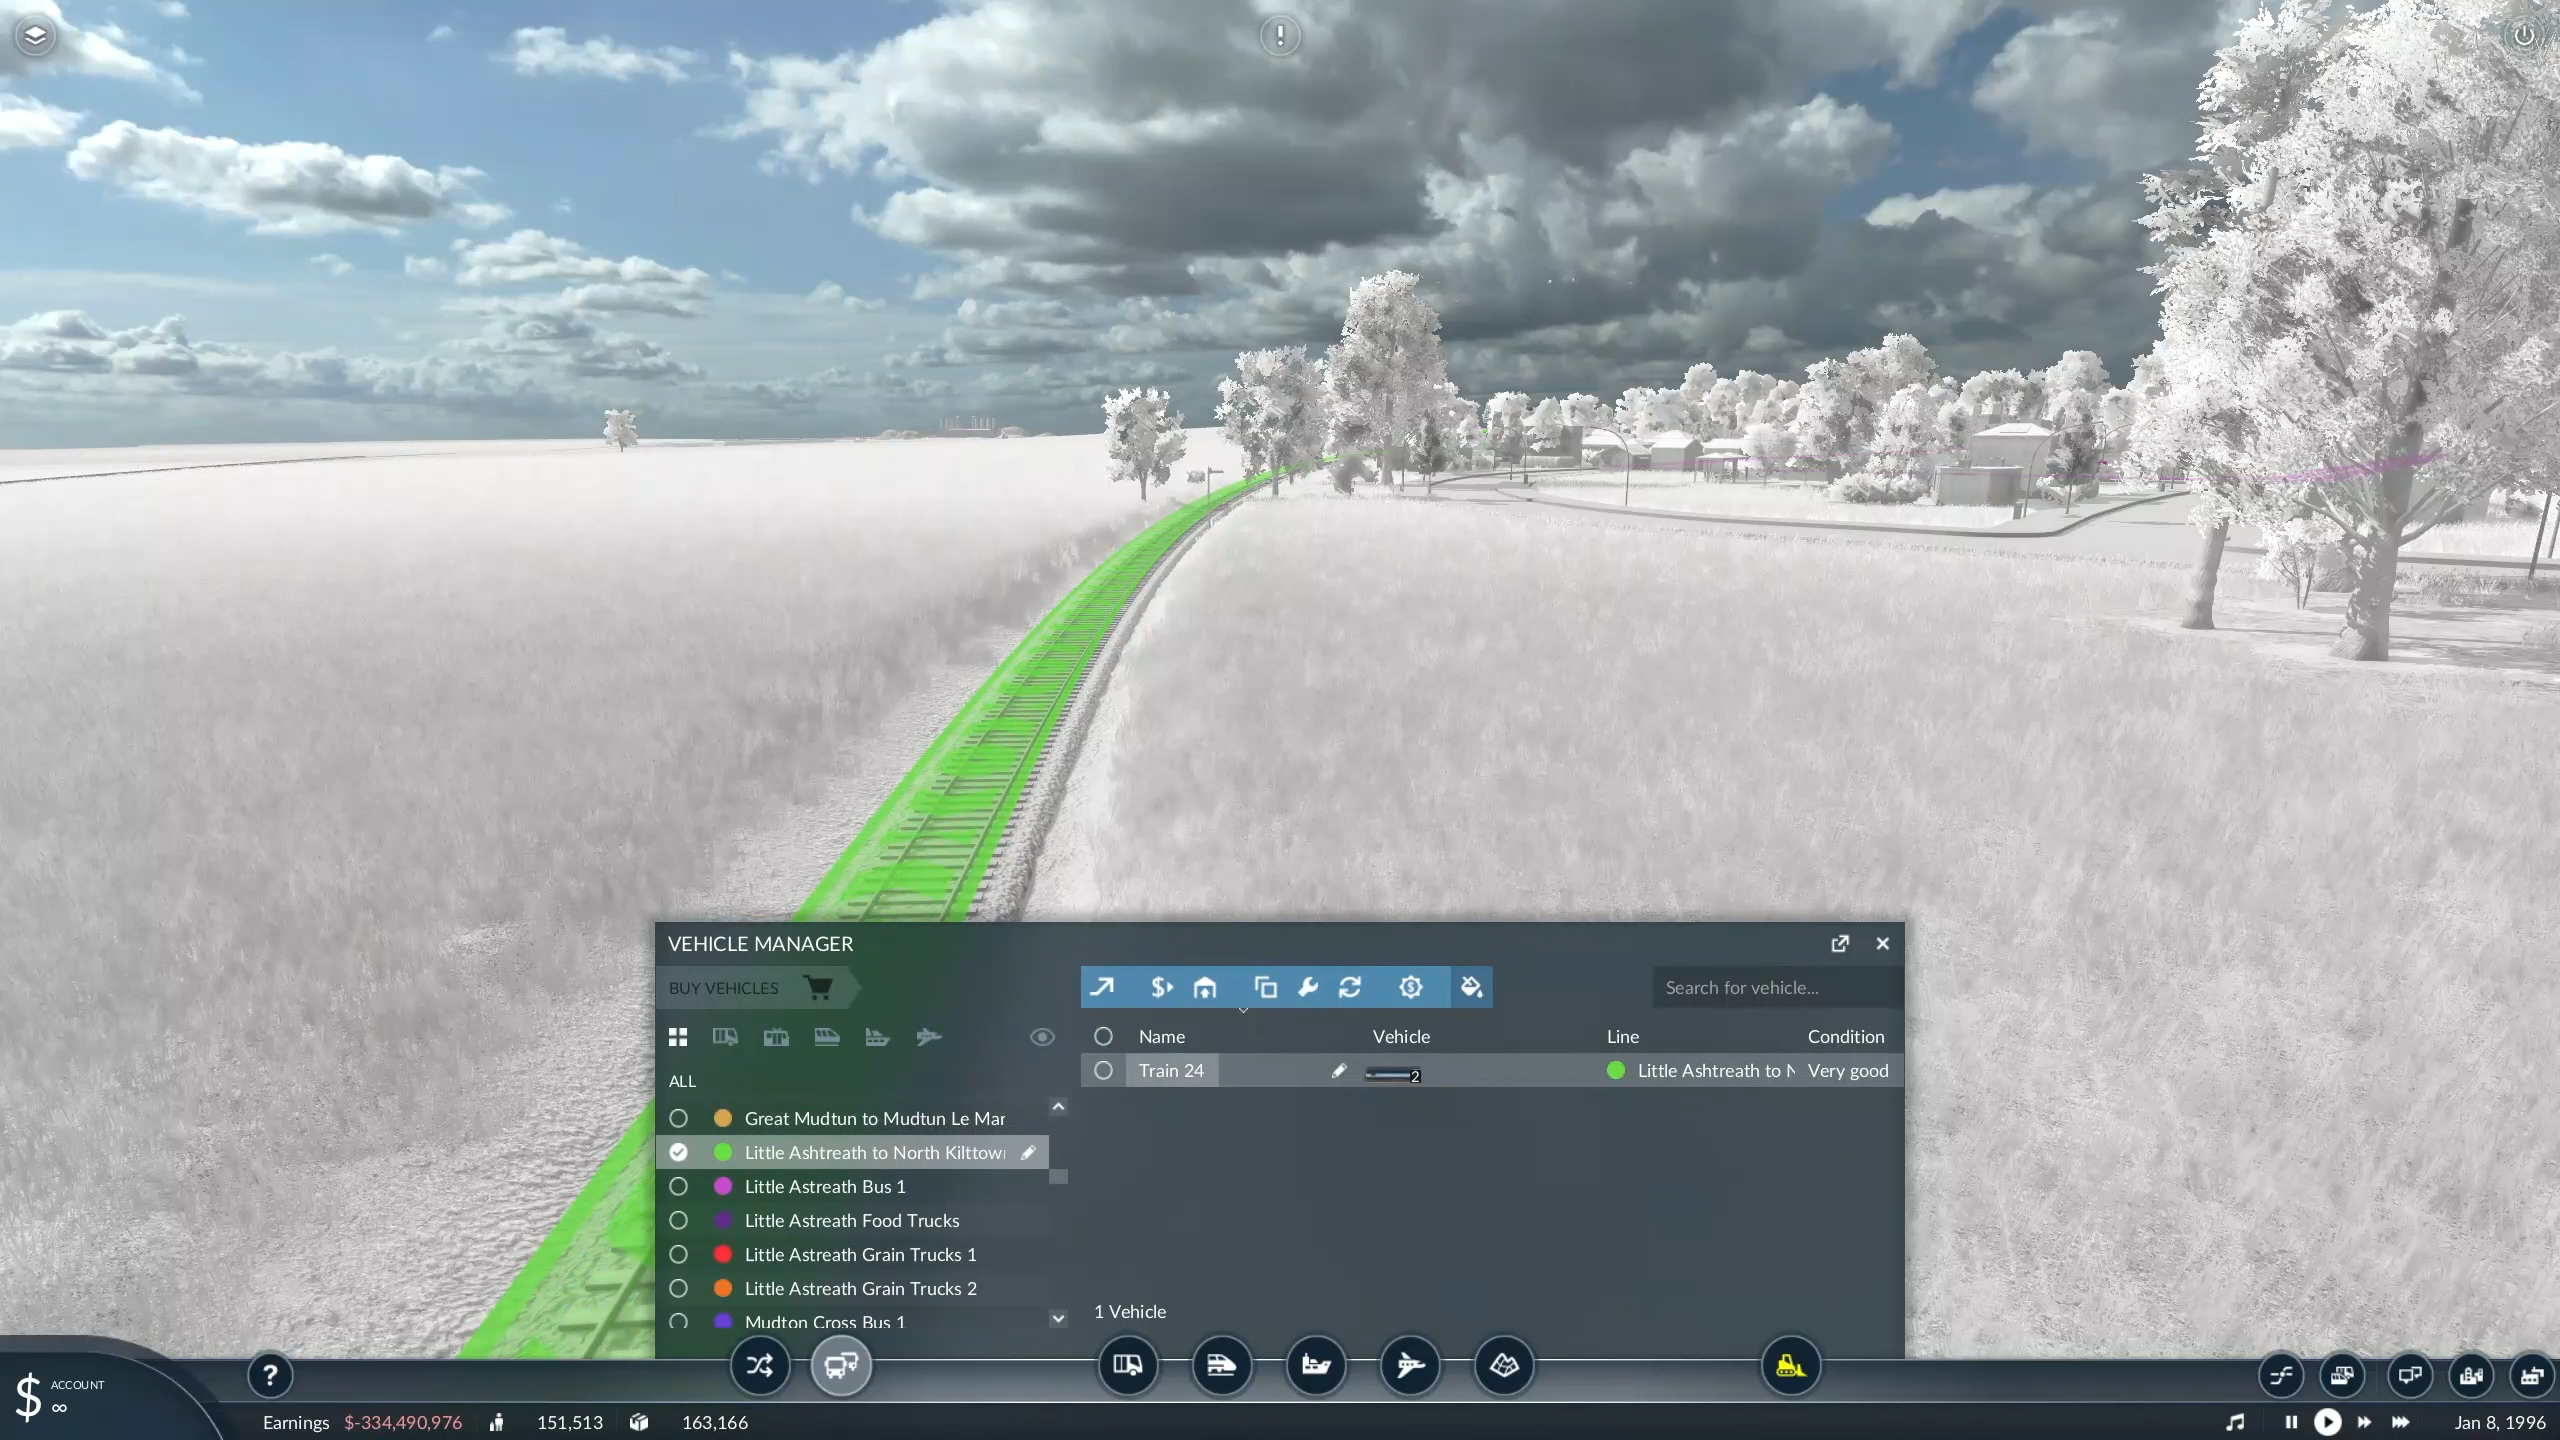 VEHICLE MANAGER
BUY VEHICLES
Search for vehicle...
ALL
Great Mudtun to Mudtun Le Mar
Little Ashtreath to North Kilttow
Little Astreath Bus 1
Little Astreath Food Trucks
Little Astreath Grain Trucks 1
Little Astreath Grain Trucks 2
Mudton Cross Bus 1
Name Vehicle Line Condition
Train 24 2 Little Ashtreath to N Very good
1 Vehicle
?
$ ACCOUNT
∞
Earnings $-334,490,976 151,513 163,166
Jan 8, 1996